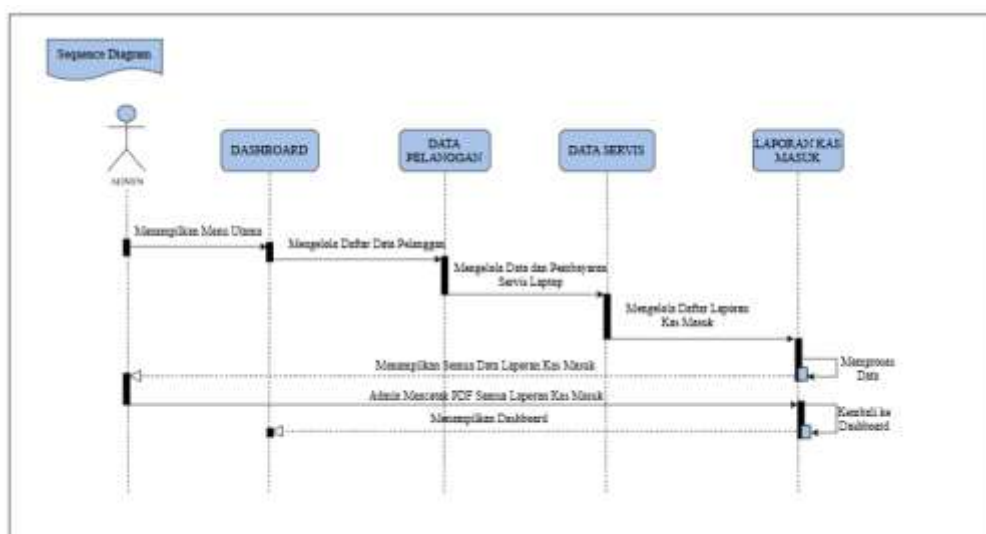 Sequence Diagram
ADMIN
DASHBOARD
DATA
PELANGGAN
DATA SERVIS
LAPORAN KAS
MASUK
Menampilkan Menu Utama
Mengelola Daftar Data Pelanggan
Mengelola Data dan Pembayaran
Servis Laptop
Mengelola Daftar Laporan
Kas Masuk
Memproses
Data
Menampilkan Semua Data Laporan Kas Masuk
Admin Mencetak PDF Semua Laporan Kas Masuk
Kembali ke
Dashboard
Menampilkan Dashboard